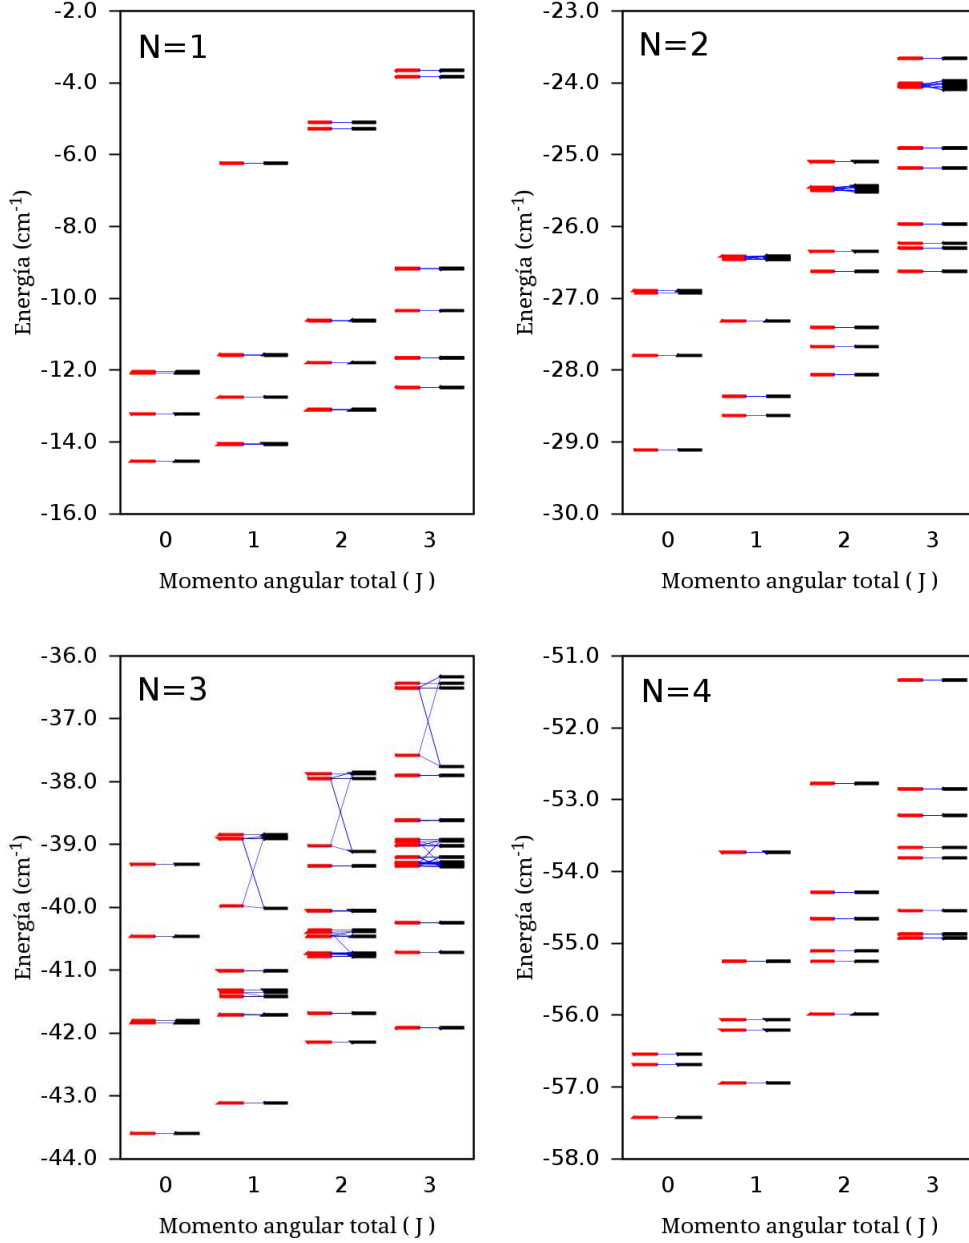 N=1
Energía (cm-1)
-2.0
-4.0
-6.0
-8.0
-10.0
-12.0
-14.0
-16.0
0 1 2 3
Momento angular total ( J )
N=2
Energía (cm-1)
-23.0
-24.0
-25.0
-26.0
-27.0
-28.0
-29.0
-30.0
0 1 2 3
Momento angular total ( J )
N=3
Energía (cm-1)
-36.0
-37.0
-38.0
-39.0
-40.0
-41.0
-42.0
-43.0
-44.0
0 1 2 3
Momento angular total ( J )
N=4
Energía (cm-1)
-51.0
-52.0
-53.0
-54.0
-55.0
-56.0
-57.0
-58.0
0 1 2 3
Momento angular total ( J )